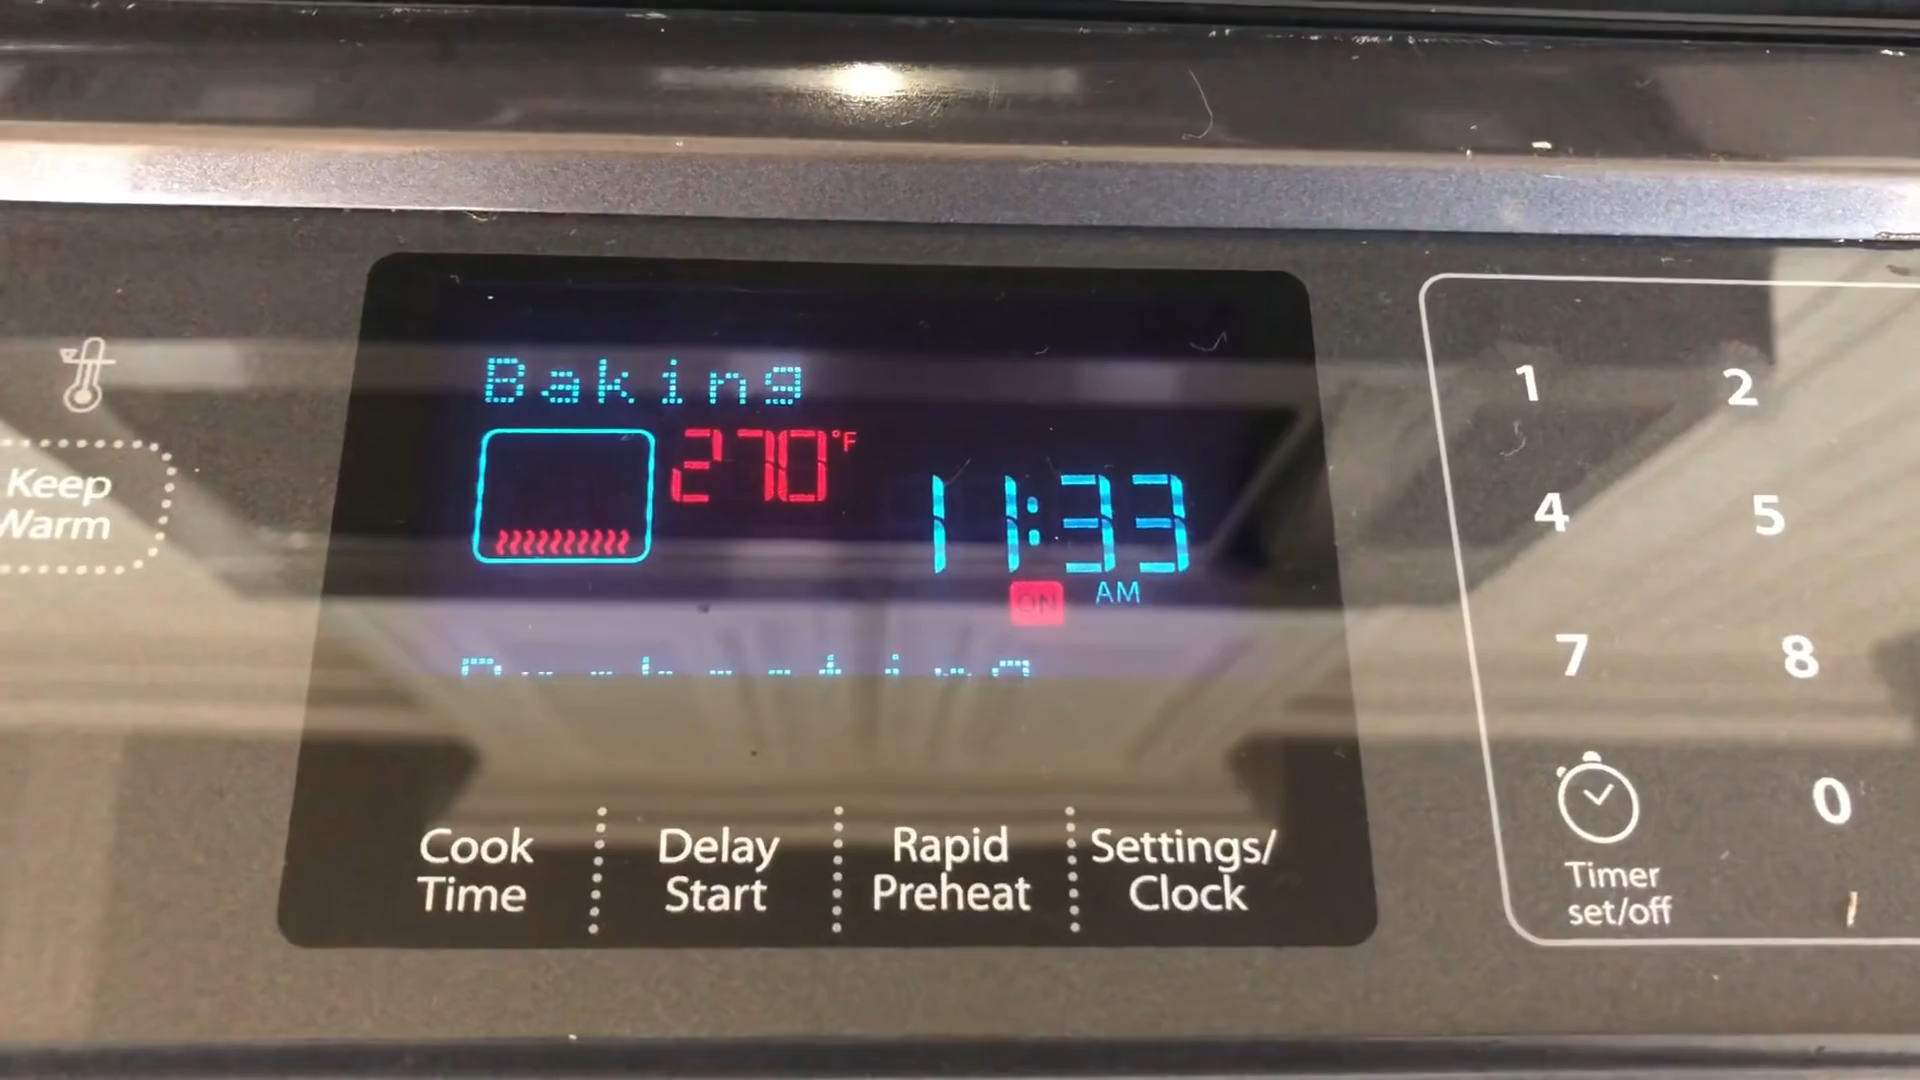 Baking
270°F
11:33
ON
AM
Keep
Warm
Cook
Time
Delay
Start
Rapid
Preheat
Settings/
Clock
1
2
4
5
7
8
0
Timer
set/off